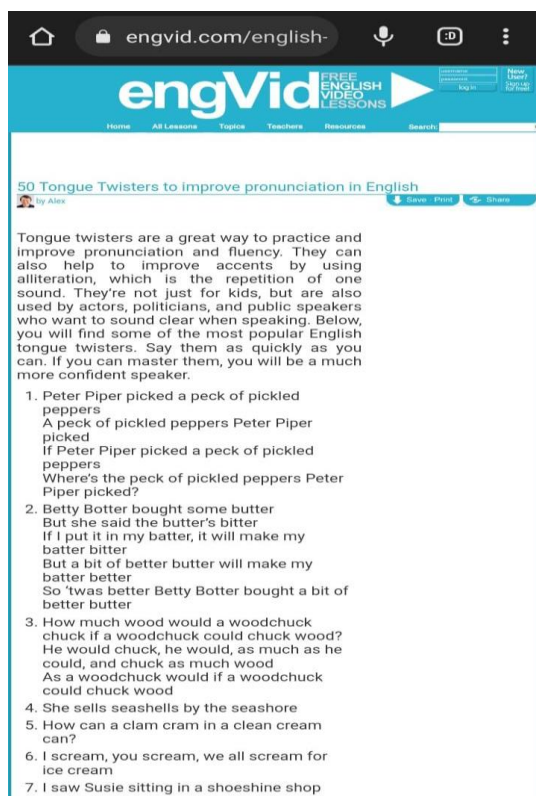 engvid.com/english-
:D
engVid
FREE
ENGLISH
VIDEO
LESSONS
username
password
log in
New
User?
Sign up
for free!
Home All Lessons Topics Teachers Resources Search:
50 Tongue Twisters to improve pronunciation in English
by Alex
Save - Print
Share
Tongue twisters are a great way to practice and
improve pronunciation and fluency. They can
also help to improve accents by using
alliteration, which is the repetition of one
sound. They're not just for kids, but are also
used by actors, politicians, and public speakers
who want to sound clear when speaking. Below,
you will find some of the most popular English
tongue twisters. Say them as quickly as you
can. If you can master them, you will be a much
more confident speaker.
1. Peter Piper picked a peck of pickled
peppers
A peck of pickled peppers Peter Piper
picked
If Peter Piper picked a peck of pickled
peppers
Where's the peck of pickled peppers Peter
Piper picked?
2. Betty Botter bought some butter
But she said the butter's bitter
If I put it in my batter, it will make my
batter bitter
But a bit of better butter will make my
batter better
So 'twas better Betty Botter bought a bit of
better butter
3. How much wood would a woodchuck
chuck if a woodchuck could chuck wood?
He would chuck, he would, as much as he
could, and chuck as much wood
As a woodchuck would if a woodchuck
could chuck wood
4. She sells seashells by the seashore
5. How can a clam cram in a clean cream
can?
6. I scream, you scream, we all scream for
ice cream
7. I saw Susie sitting in a shoeshine shop